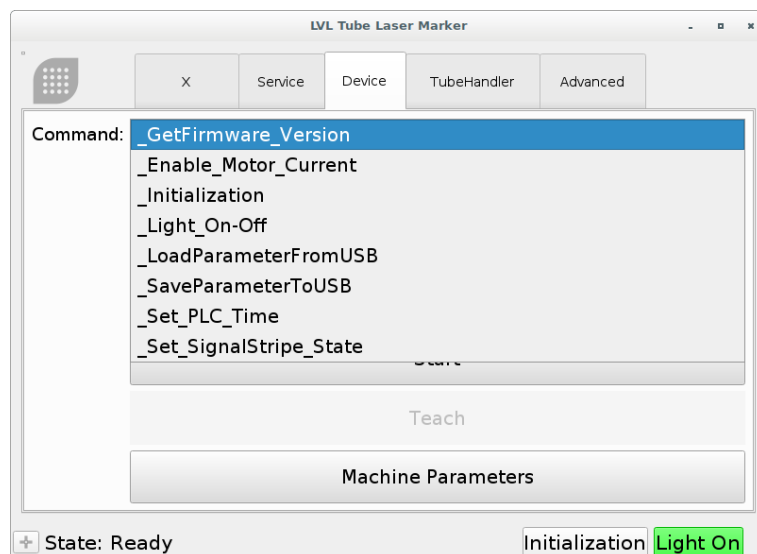 LVL Tube Laser Marker
X Service Device TubeHandler Advanced
Command: _GetFirmware_Version
_Enable_Motor_Current
_Initialization
_Light_On-Off
_LoadParameterFromUSB
_SaveParameterToUSB
_Set_PLC_Time
_Set_SignalStripe_State
Start
Teach
Machine Parameters
State: Ready Initialization Light On